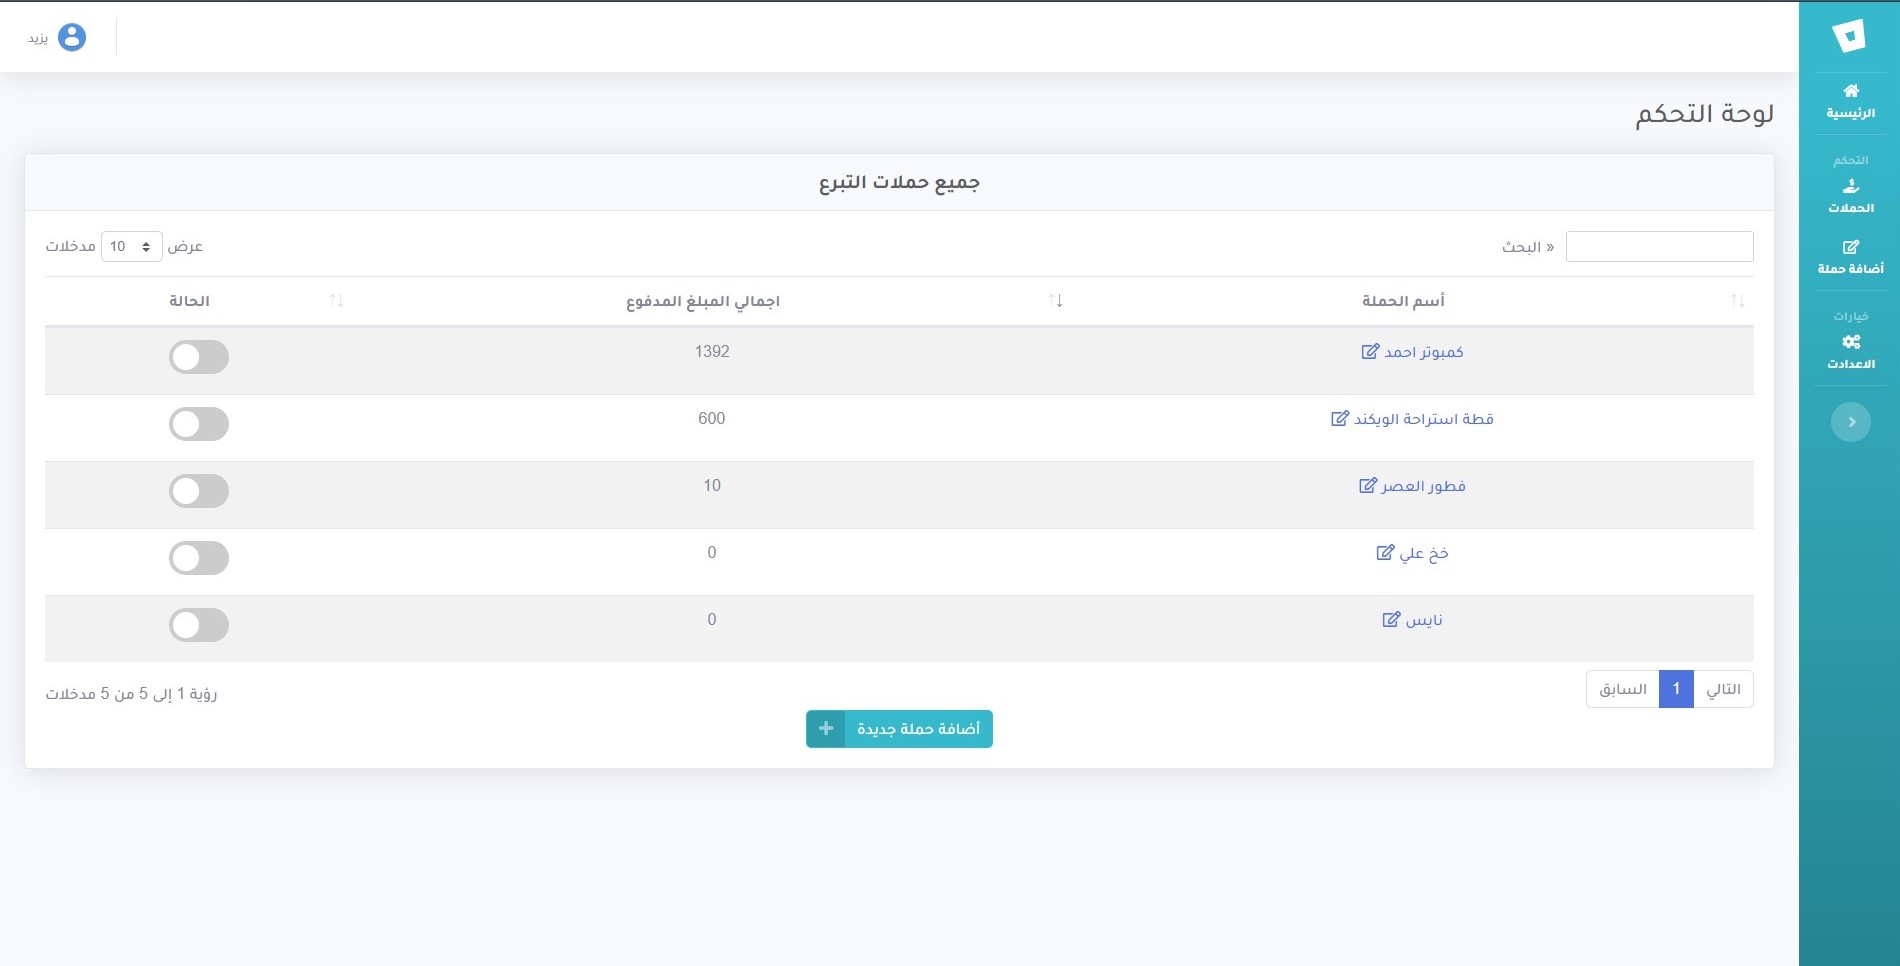 يزيد
الرئيسية
التحكم
الحملات
أضافة حملة
خيارات
الاعدادت
لوحة التحكم
جميع حملات التبرع
البحث »
عرض 10 مدخلات
أسم الحملة اجمالي المبلغ المدفوع الحالة
كمبوتر احمد 1392
قطة استراحة الويكند 600
فطور العصر 10
خخ علي 0
نايس 0
التالي 1 السابق
رؤية 1 إلى 5 من 5 مدخلات
أضافة حملة جديدة